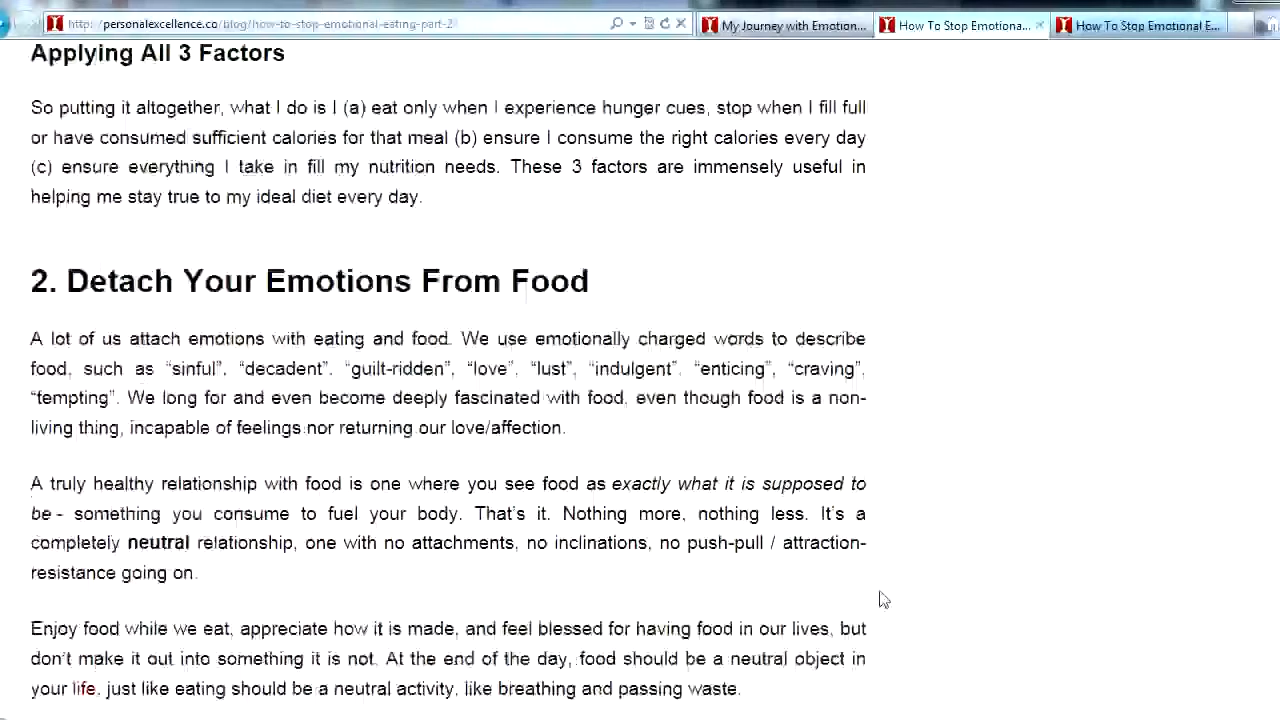 http://personalexcellence.co/blog/how-to-stop-emotional-eating-part-2
My Journey with Emotion...
How To Stop Emotiona...
How To Stop Emotional E...
Applying All 3 Factors
So putting it altogether, what I do is I (a) eat only when I experience hunger cues, stop when I fill full
or have consumed sufficient calories for that meal (b) ensure I consume the right calories every day
(c) ensure everything I take in fill my nutrition needs. These 3 factors are immensely useful in
helping me stay true to my ideal diet every day.
2. Detach Your Emotions From Food
A lot of us attach emotions with eating and food. We use emotionally charged words to describe
food, such as “sinful”, “decadent”, “guilt-ridden”, “love”, “lust”, “indulgent”, “enticing”, “craving”,
“tempting”. We long for and even become deeply fascinated with food, even though food is a non-
living thing, incapable of feelings nor returning our love/affection.
A truly healthy relationship with food is one where you see food as exactly what it is supposed to
be - something you consume to fuel your body. That’s it. Nothing more, nothing less. It’s a
completely neutral relationship, one with no attachments, no inclinations, no push-pull / attraction-
resistance going on.
Enjoy food while we eat, appreciate how it is made, and feel blessed for having food in our lives, but
don’t make it out into something it is not. At the end of the day, food should be a neutral object in
your life, just like eating should be a neutral activity, like breathing and passing waste.